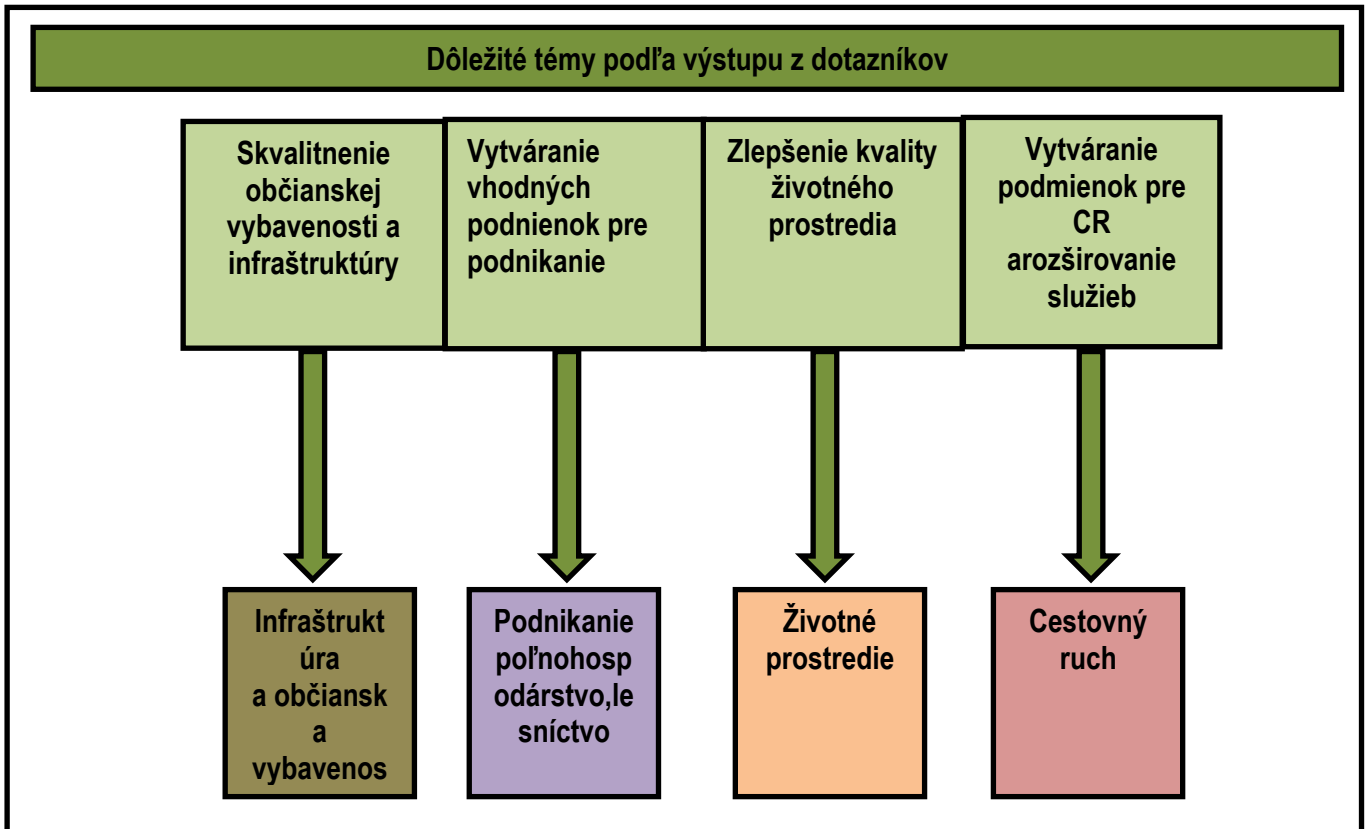 Dôležité témy podľa výstupu z dotazníkov
Skvalitnenie
občianskej
vybavenosti a
infraštruktúry
Vytváranie
vhodných
podnienok pre
podnikanie
Zlepšenie kvality
životného
prostredia
Vytváranie
podmienok pre
CR
arozširovanie
služieb
Infraštrukt
úra
a občiansk
a
vybavenos
Podnikanie
poľnohosp
odárstvo,le
sníctvo
Životné
prostredie
Cestovný
ruch